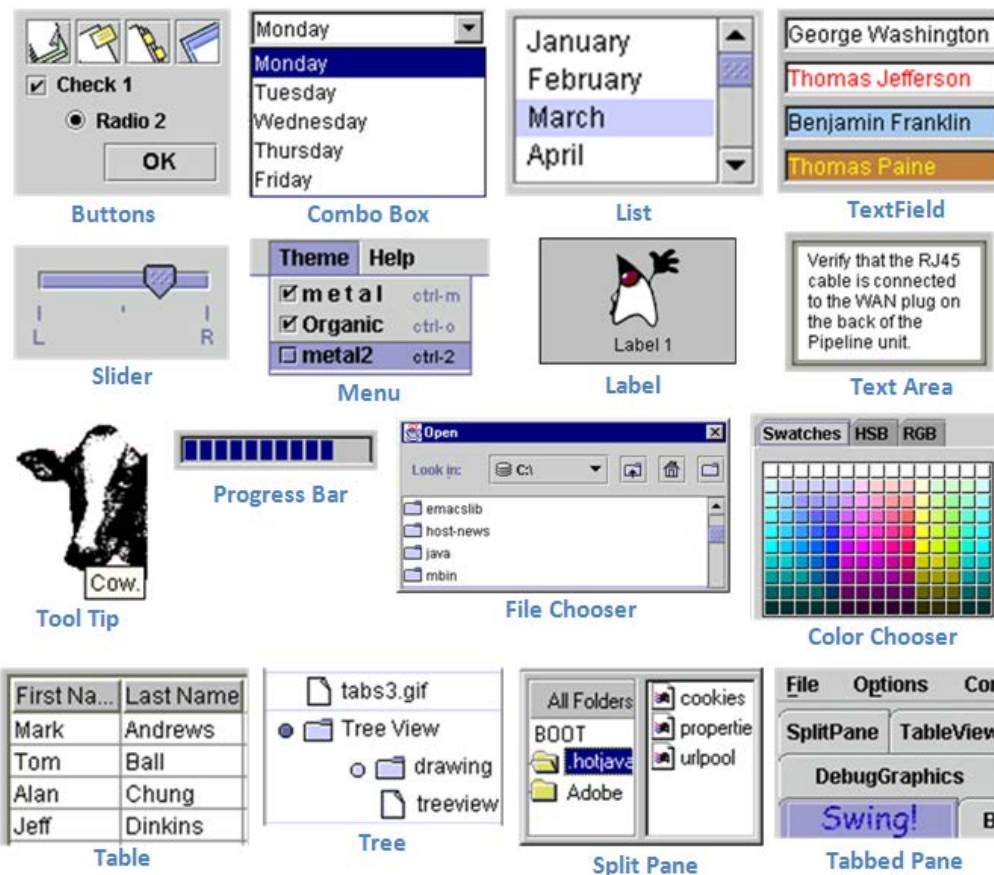 Check 1
Radio 2
OK
Buttons
Monday
Monday
Tuesday
Wednesday
Thursday
Friday
Combo Box
January
February
March
April
List
George Washington
Thomas Jefferson
Benjamin Franklin
Thomas Paine
TextField
L R
Slider
Theme Help
metal ctrl-m
Organic ctrl-o
metal2 ctrl-2
Menu
Label 1
Label
Verify that the RJ45
cable is connected
to the WAN plug on
the back of the
Pipeline unit.
Text Area
Cow.
Tool Tip
Progress Bar
Open
Look in: C:\
emacslib
host-news
java
mbin
File Chooser
Swatches HSB RGB
Color Chooser
First Na... Last Name
Mark Andrews
Tom Ball
Alan Chung
Jeff Dinkins
Table
tabs3.gif
Tree View
drawing
treeview
Tree
All Folders
BOOT
.hotjava
Adobe
cookies
propertie
urlpool
Split Pane
File Options Co
SplitPane TableView
DebugGraphics
Swing! B
Tabbed Pane